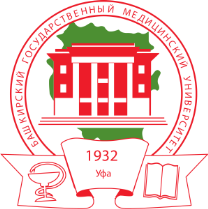 БАШКИРСКИЙ ГОСУДАРСТВЕННЫЙ МЕДИЦИНСКИЙ УНИВЕРСИТЕТ
1932
Уфа